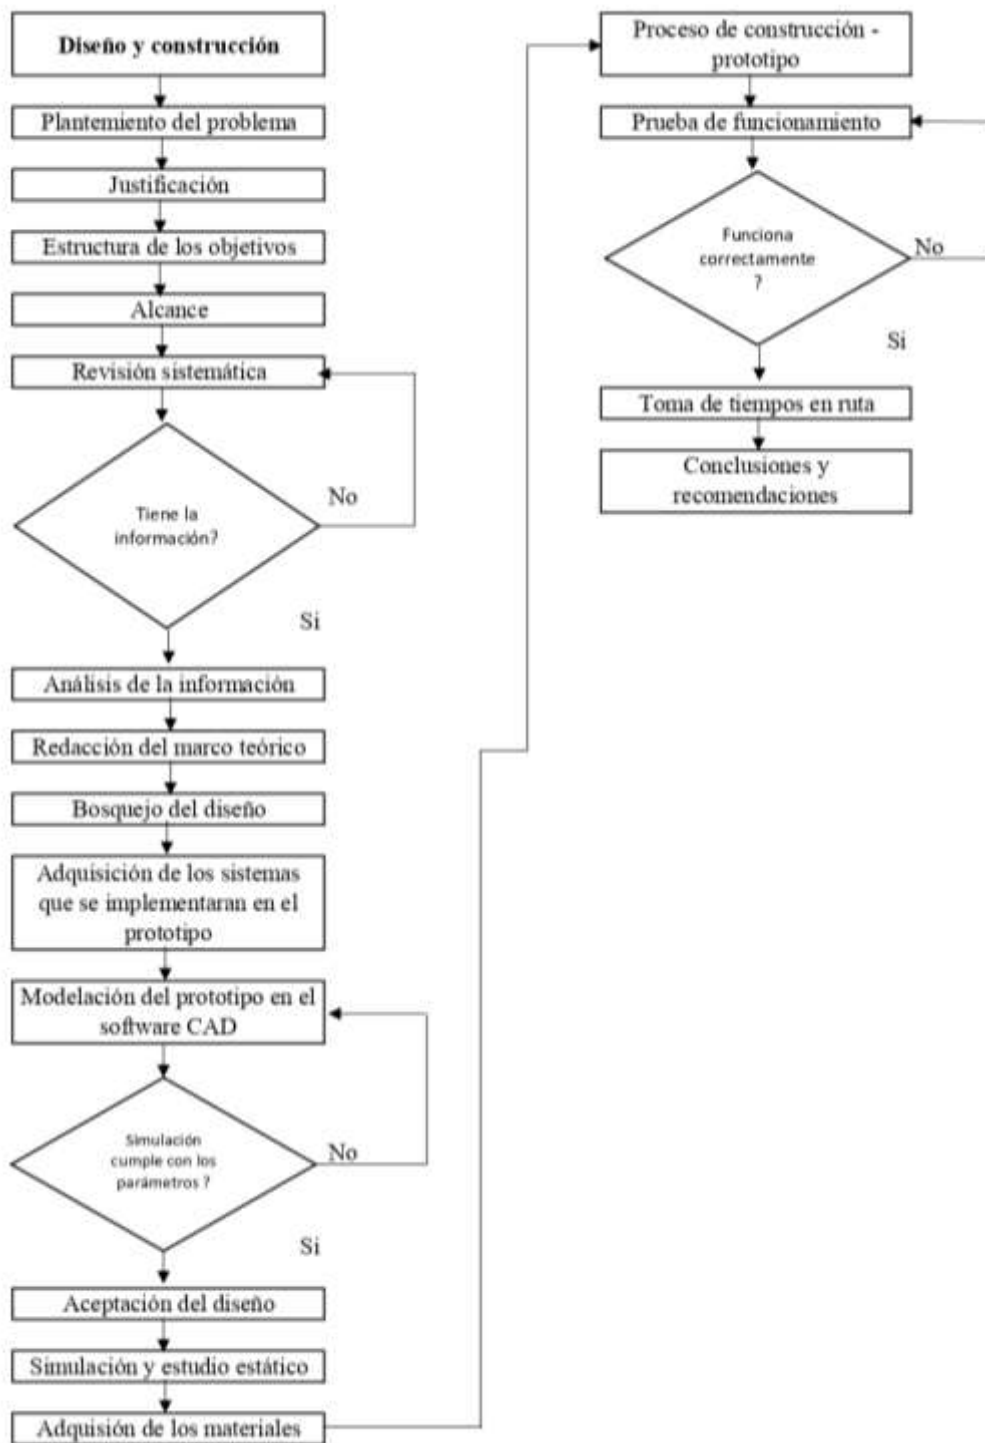 Diseño y construcción
Plantemiento del problema
Justificación
Estructura de los objetivos
Alcance
Revisión sistemática
Tiene la
información?
No
Si
Análisis de la información
Redacción del marco teórico
Bosquejo del diseño
Adquisición de los sistemas
que se implementaran en el
prototipo
Modelación del prototipo en el
software CAD
Simulación
cumple con los
parámetros ?
No
Si
Aceptación del diseño
Simulación y estudio estático
Adquisión de los materiales
Proceso de construcción -
prototipo
Prueba de funcionamiento
Funciona
correctamente
?
No
Si
Toma de tiempos en ruta
Conclusiones y
recomendaciones